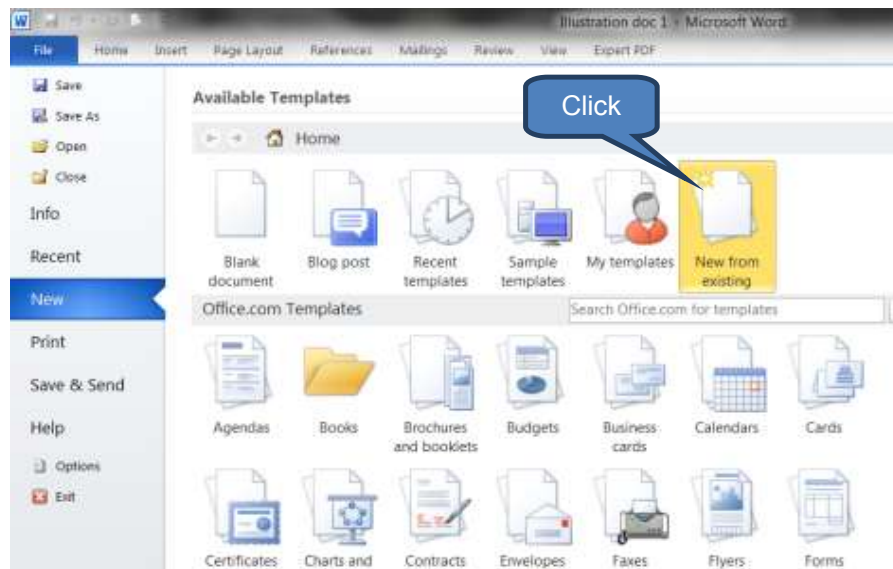 Illustration doc 1 - Microsoft Word
File Home Insert Page Layout References Mailings Review View Expert PDF
Save
Save As
Open
Close
Info
Recent
New
Print
Save & Send
Help
Options
Exit
Available Templates
Click
Home
Blank document
Blog post
Recent templates
Sample templates
My templates
New from existing
Office.com Templates
Search Office.com for templates
Agendas
Books
Brochures and booklets
Budgets
Business cards
Calendars
Cards
Certificates
Charts and
Contracts
Envelopes
Faxes
Flyers
Forms